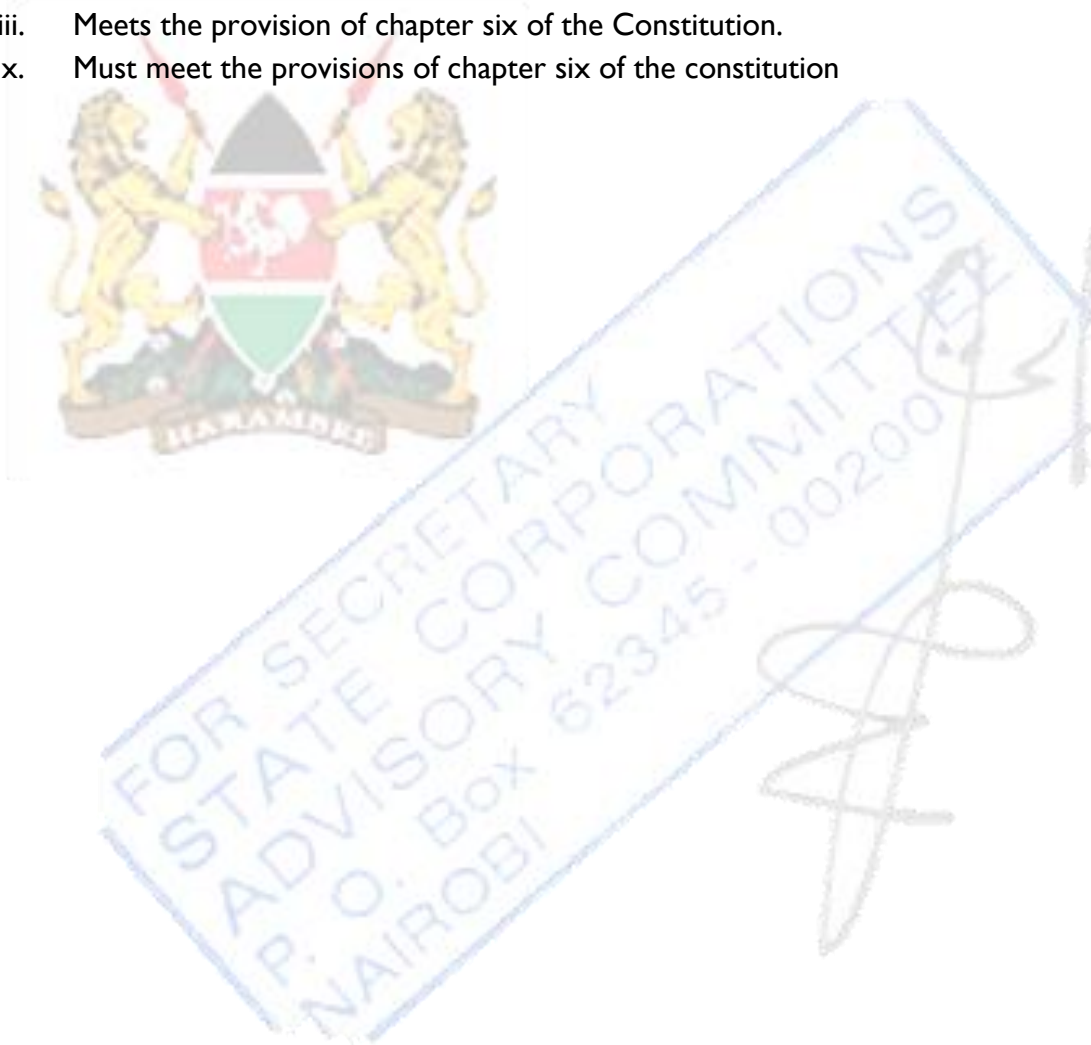 iii. Meets the provision of chapter six of the Constitution.
x. Must meet the provisions of chapter six of the constitution
HARAMBEE
FOR SECRETARY
STATE CORPORATIONS
ADVISORY COMMITTEE
P. O. Box 62345 - 00200
NAIROBI